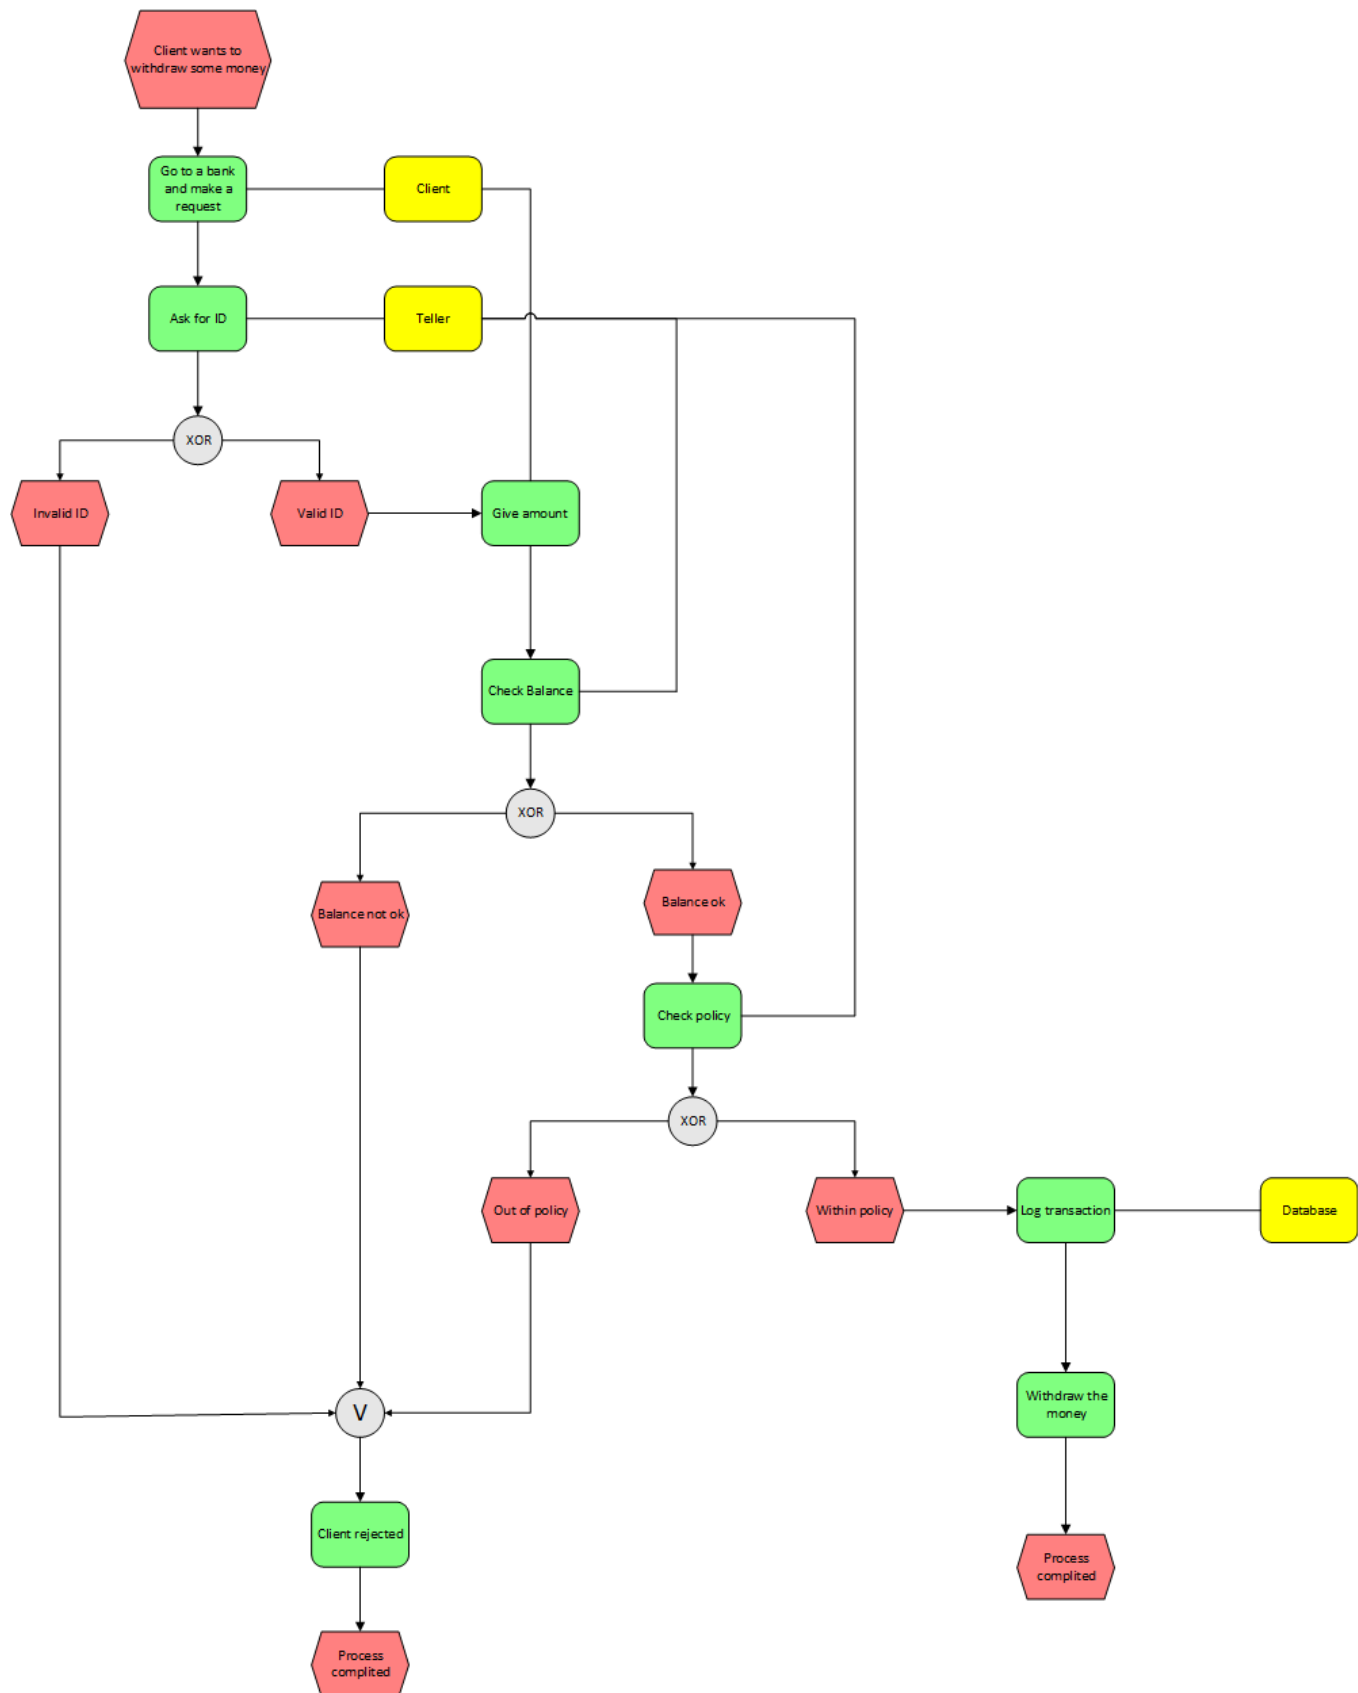 Client wants to
withdraw some money
Go to a bank
and make a
request
Client
Ask for ID
Teller
XOR
Invalid ID
Valid ID
Give amount
Check Balance
XOR
Balance not ok
Balance ok
Check policy
XOR
Out of policy
Within policy
Log transaction
Database
Withdraw the
money
V
Client rejected
Process
complited
Process
complited